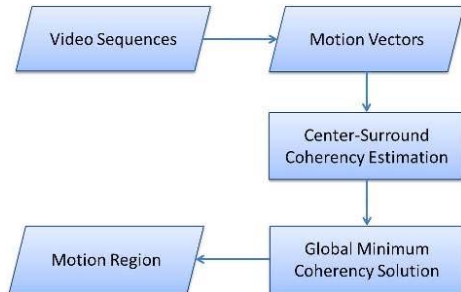 Video Sequences
Motion Vectors
Center-Surround
Coherency Estimation
Global Minimum
Coherency Solution
Motion Region